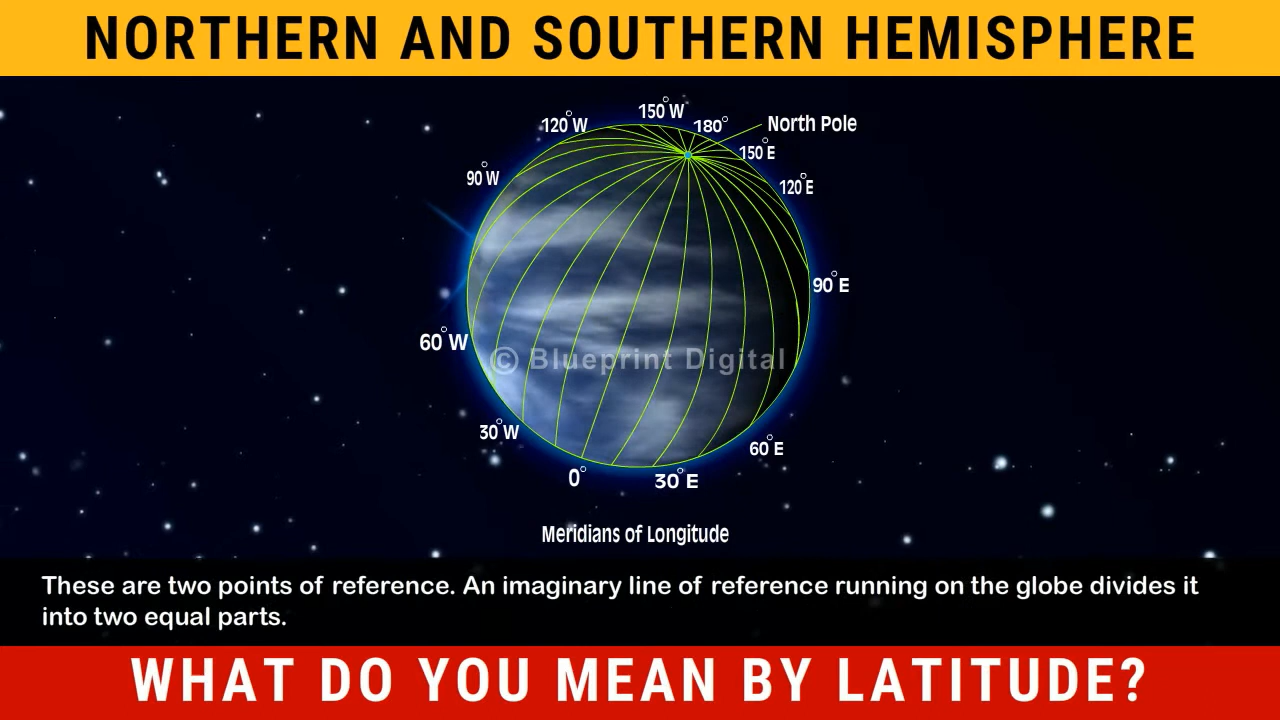 NORTHERN AND SOUTHERN HEMISPHERE
150°W
120°W
180°
North Pole
150°E
90°W
120°E
90°E
60°W
© Blueprint Digital
30°W
60°E
0°
30°E
Meridians of Longitude
These are two points of reference. An imaginary line of reference running on the globe divides it
into two equal parts.
WHAT DO YOU MEAN BY LATITUDE?